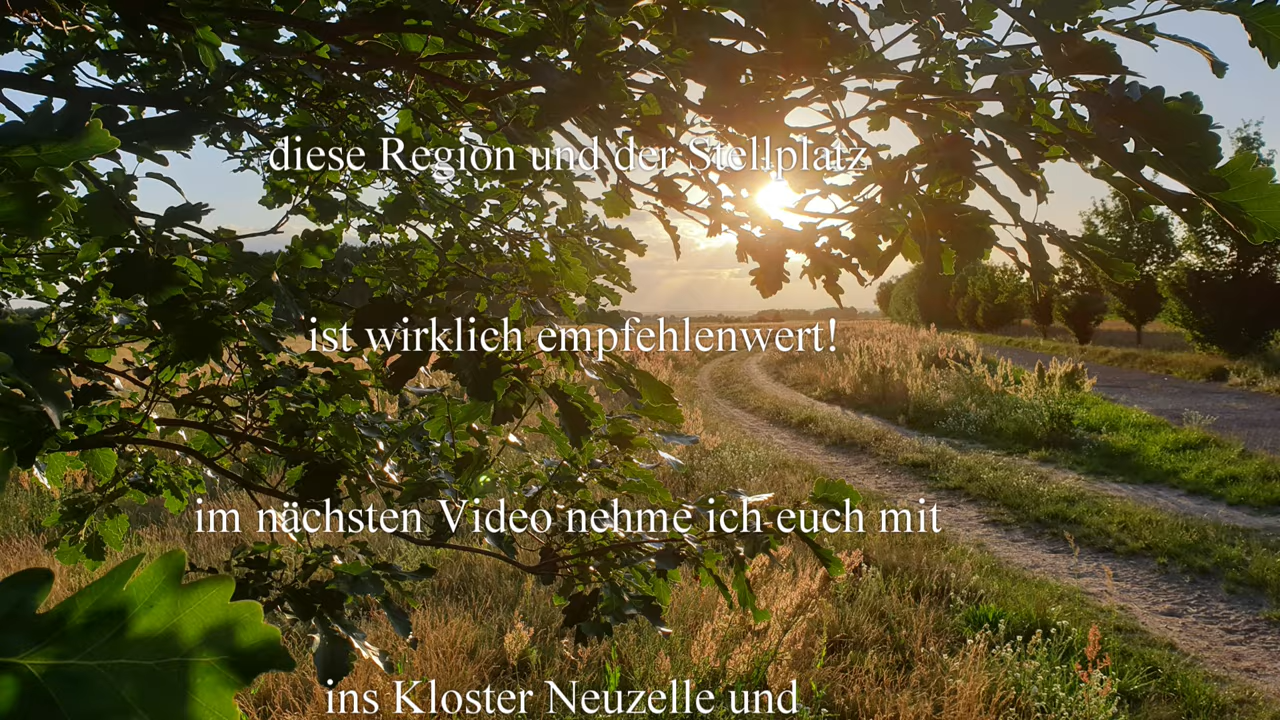 diese Region und der Stellplatz
ist wirklich empfehlenwert!
im nächsten Video nehme ich euch mit
ins Kloster Neuzelle und